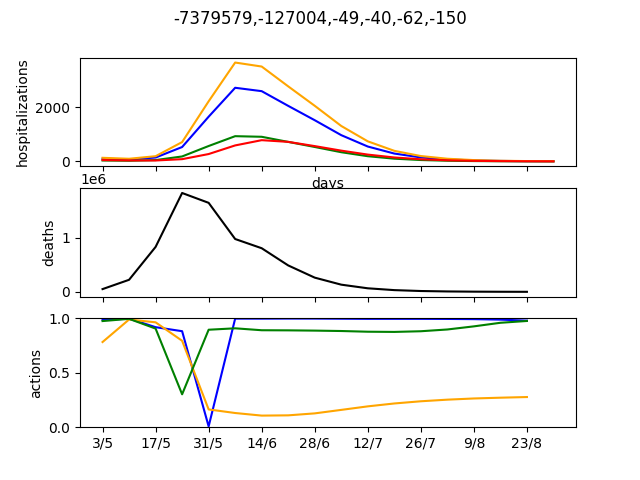 -7379579,-127004,-49,-40,-62,-150
hospitalizations
2000
0
days
1e6
deaths
1
0
actions
1.0
0.5
0.0
3/5 17/5 31/5 14/6 28/6 12/7 26/7 9/8 23/8